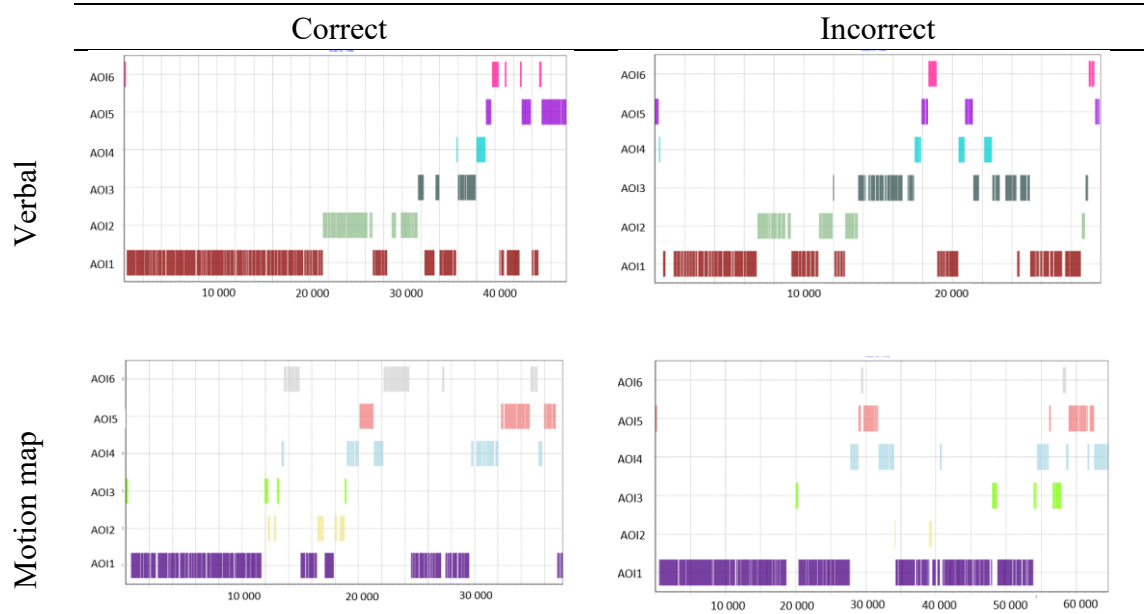 Correct Incorrect
Verbal
AOI6
AOI5
AOI4
AOI3
AOI2
AOI1
10 000 20 000 30 000 40 000
AOI6
AOI5
AOI4
AOI3
AOI2
AOI1
10 000 20 000
Motion map
AOI6
AOI5
AOI4
AOI3
AOI2
AOI1
10 000 20 000 30 000
AOI6
AOI5
AOI4
AOI3
AOI2
AOI1
10 000 20 000 30 000 40 000 50 000 60 000